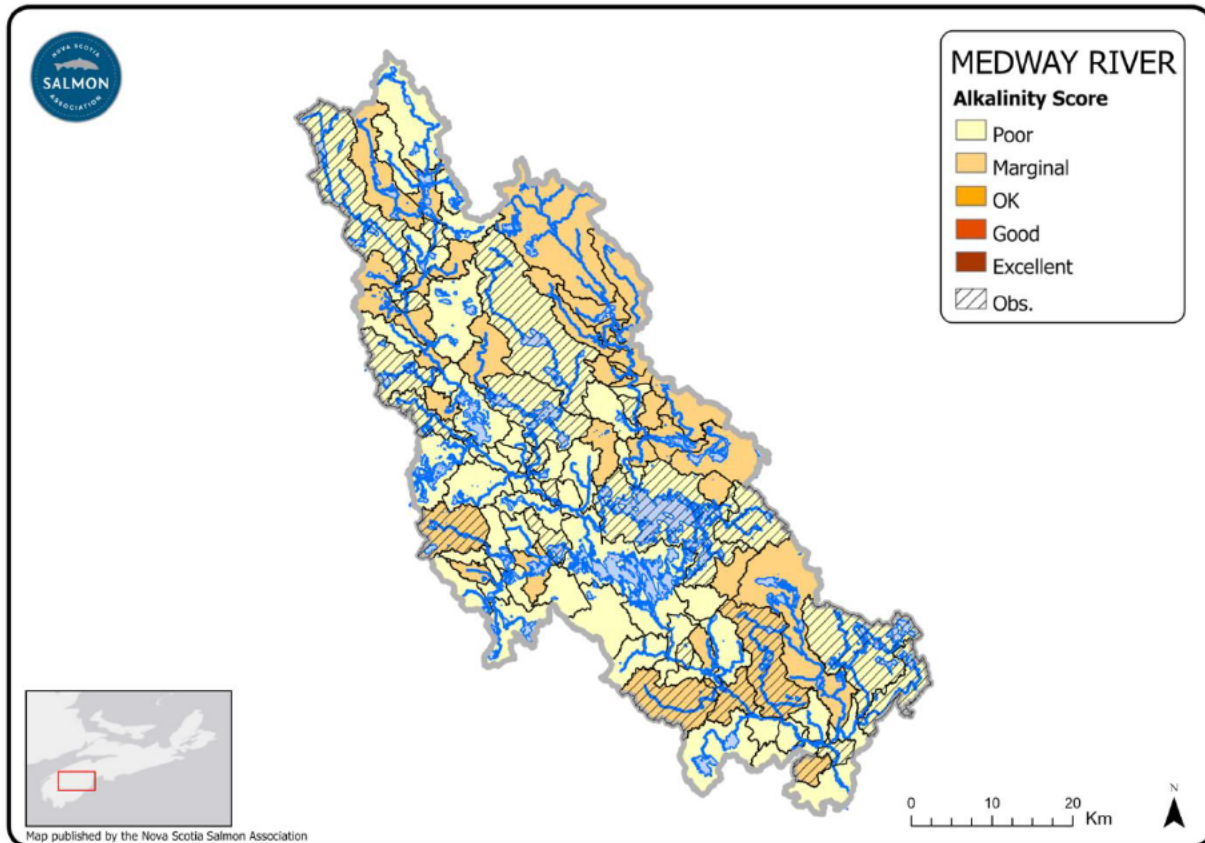 NOVA SCOTIA
SALMON
ASSOCIATION
MEDWAY RIVER
Alkalinity Score
Poor
Marginal
OK
Good
Excellent
Obs.
N
0 10 20
Km
Map published by the Nova Scotia Salmon Association